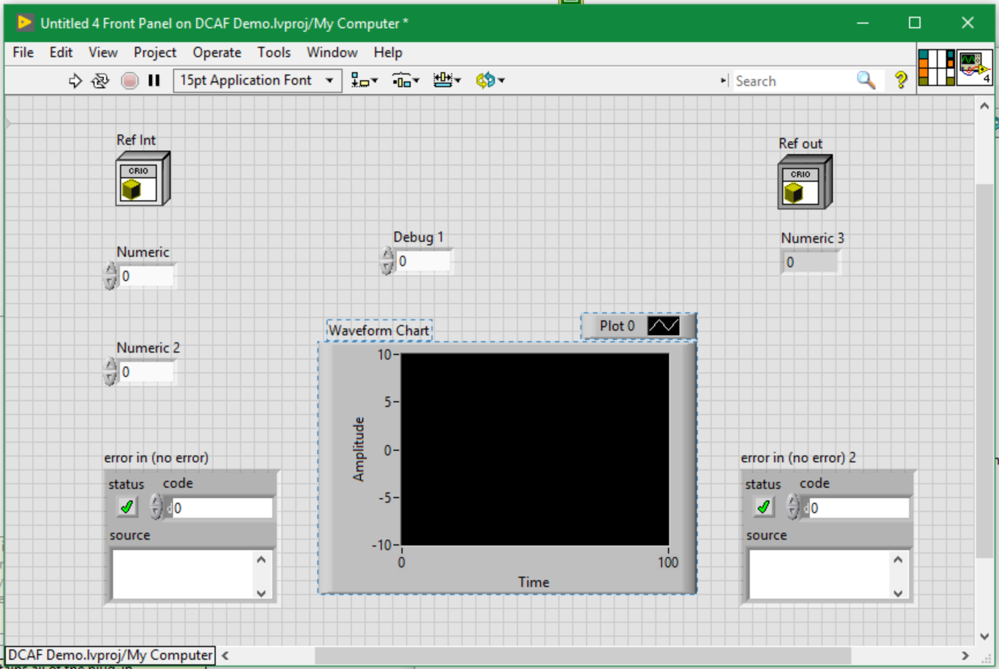 Untitled 4 Front Panel on DCAF Demo.lvproj/My Computer *
File Edit View Project Operate Tools Window Help
15pt Application Font
Search
?
4
Ref Int
CRIO
Ref out
CRIO
Debug 1
0
Numeric 3
0
Numeric
0
Waveform Chart
Plot 0
Numeric 2
0
10
5
0
-5
-10
Amplitude
0 100
Time
error in (no error)
status code
d0
source
error in (no error) 2
status code
d0
source
DCAF Demo.lvproj/My Computer